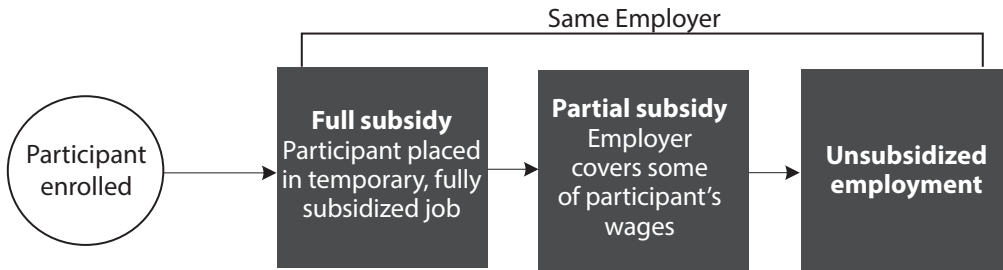 Same Employer
Participant
enrolled
Full subsidy
Participant placed
in temporary, fully
subsidized job
Partial subsidy
Employer
covers some
of participant’s
wages
Unsubsidized
employment